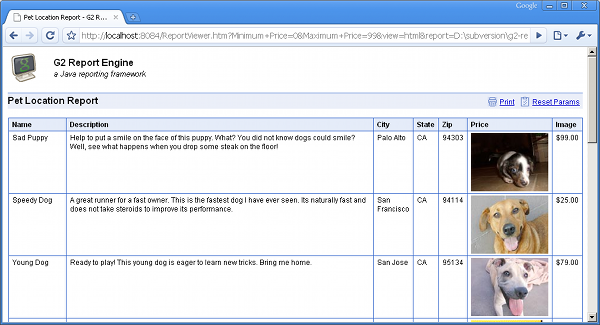 Google
Pet Location Report - G2 R...
http://localhost:8084/ReportViewer.htm?Minimum+Price=0&Maximum+Price=99&view=html&report=D:\subversion\g2-re
G2 Report Engine
a Java reporting framework
Pet Location Report
Print
Reset Params
Name Description City State Zip Price Image
Sad Puppy Help to put a smile on the face of this puppy. What? You did not know dogs could smile? Palo Alto CA 94303 $99.00
Well, see what happens when you drop some steak on the floor!
Speedy Dog A great runner for a fast owner. This is the fastest dog I have ever seen. Its naturally fast and San CA 94114 $25.00
does not take steroids to improve its performance. Francisco
Young Dog Ready to play! This young dog is eager to learn new tricks. Bring me home. San Jose CA 95134 $79.00